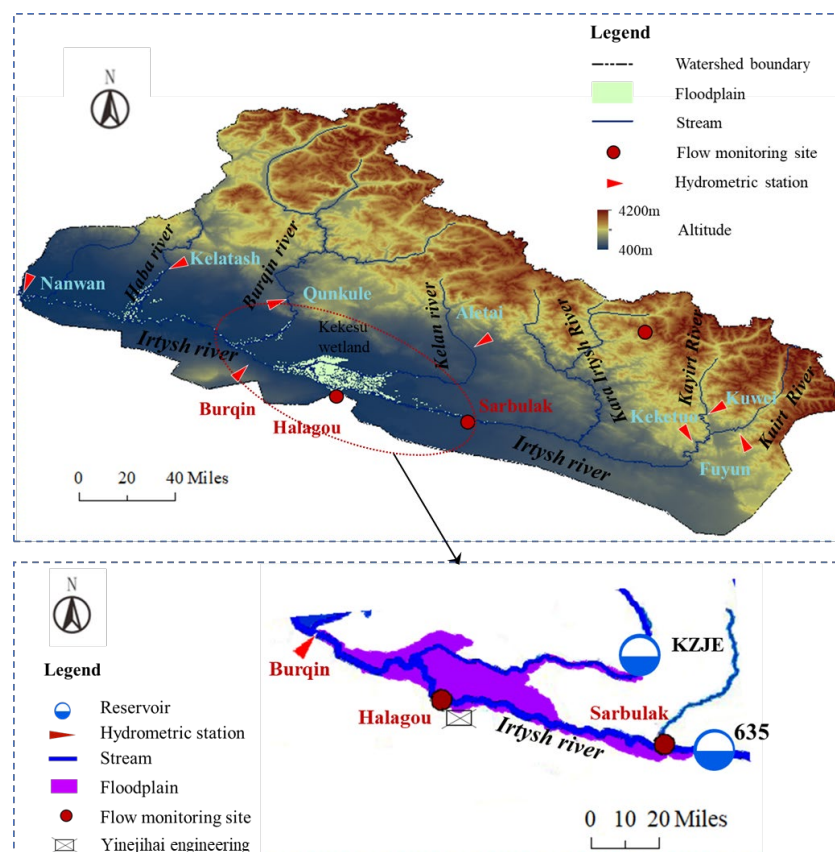 Legend
N
Watershed boundary
Floodplain
Stream
Flow monitoring site
Hydrometric station
4200m
400m
Altitude
Nanwan
Haba river
Kelatash
Burqin river
Qunkule
Kekesu
wetland
Irtysh river
Burqin
Halagou
Kelan river
Aletai
Sarbulak
Kara Irtysh River
Kayirt River
Kuwei
Keketuo
Kuirt River
Fuyun
Irtysh river
0 20 40 Miles
N
Legend
Reservoir
Hydrometric station
Stream
Floodplain
Flow monitoring site
Yinejihai engineering
Burqin
Halagou
Irtysh river
Sarbulak
KZJE
635
0 10 20 Miles